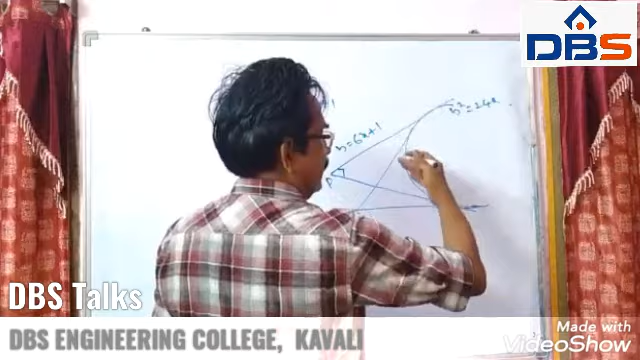 DBS
y=6x+1
y²=24x
P
DBS Talks
DBS ENGINEERING COLLEGE, KAVALI
Made with
VideoShow